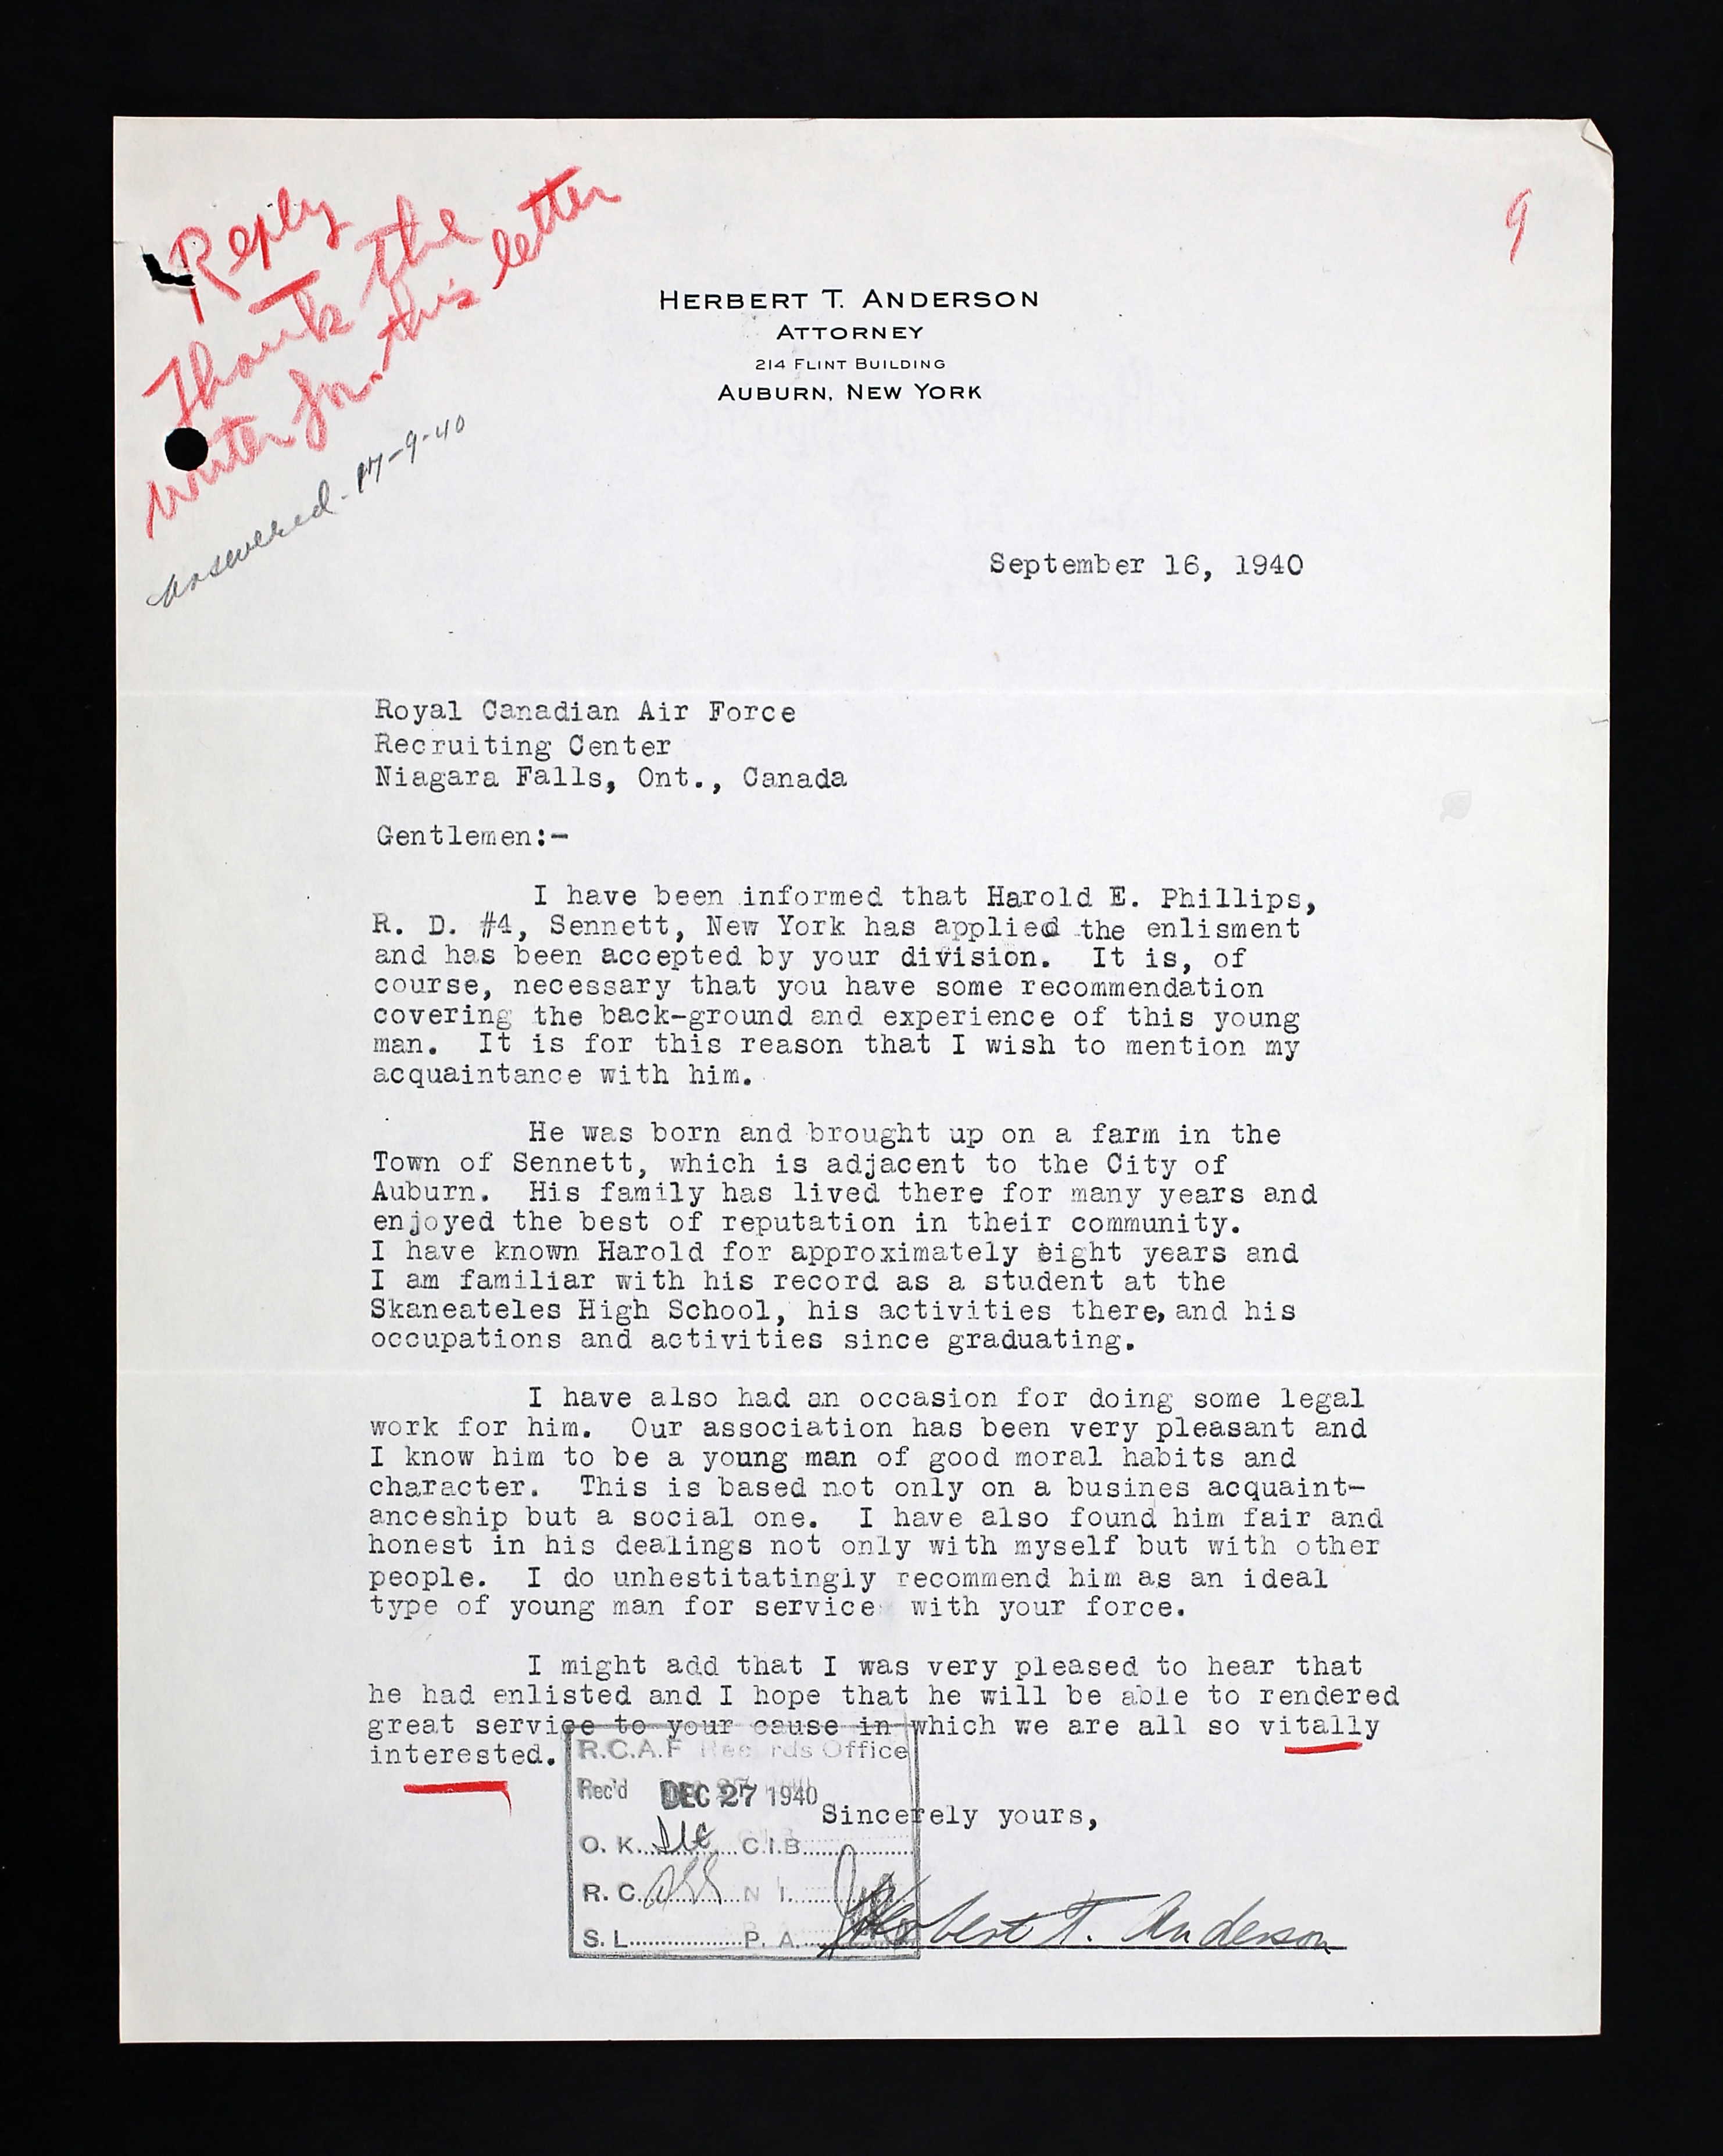 Reply
Thank the
writer for this letter
answered - 17-9-40
9
HERBERT T. ANDERSON
ATTORNEY
214 FLINT BUILDING
AUBURN, NEW YORK
September 16, 1940
Royal Canadian Air Force
Recruiting Center
Niagara Falls, Ont., Canada
Gentlemen:-
I have been informed that Harold E. Phillips,
R. D. #4, Sennett, New York has applied the enlisment
and has been accepted by your division. It is, of
course, necessary that you have some recommendation
covering the back-ground and experience of this young
man. It is for this reason that I wish to mention my
acquaintance with him.
He was born and brought up on a farm in the
Town of Sennett, which is adjacent to the City of
Auburn. His family has lived there for many years and
enjoyed the best of reputation in their community.
I have known Harold for approximately eight years and
I am familiar with his record as a student at the
Skaneateles High School, his activities there, and his
occupations and activities since graduating.
I have also had an occasion for doing some legal
work for him. Our association has been very pleasant and
I know him to be a young man of good moral habits and
character. This is based not only on a busines acquaint-
anceship but a social one. I have also found him fair and
honest in his dealings not only with myself but with other
people. I do unhestitatingly recommend him as an ideal
type of young man for service with your force.
I might add that I was very pleased to hear that
he had enlisted and I hope that he will be able to rendered
great service to your cause in which we are all so vitally
interested.
R.C.A.F Records Office
Rec'd DEC 27 1940
Sincerely yours,
O. K. C.I.B.
R. C. N. I.
S. L. P. A.
Herbert T. Anderson